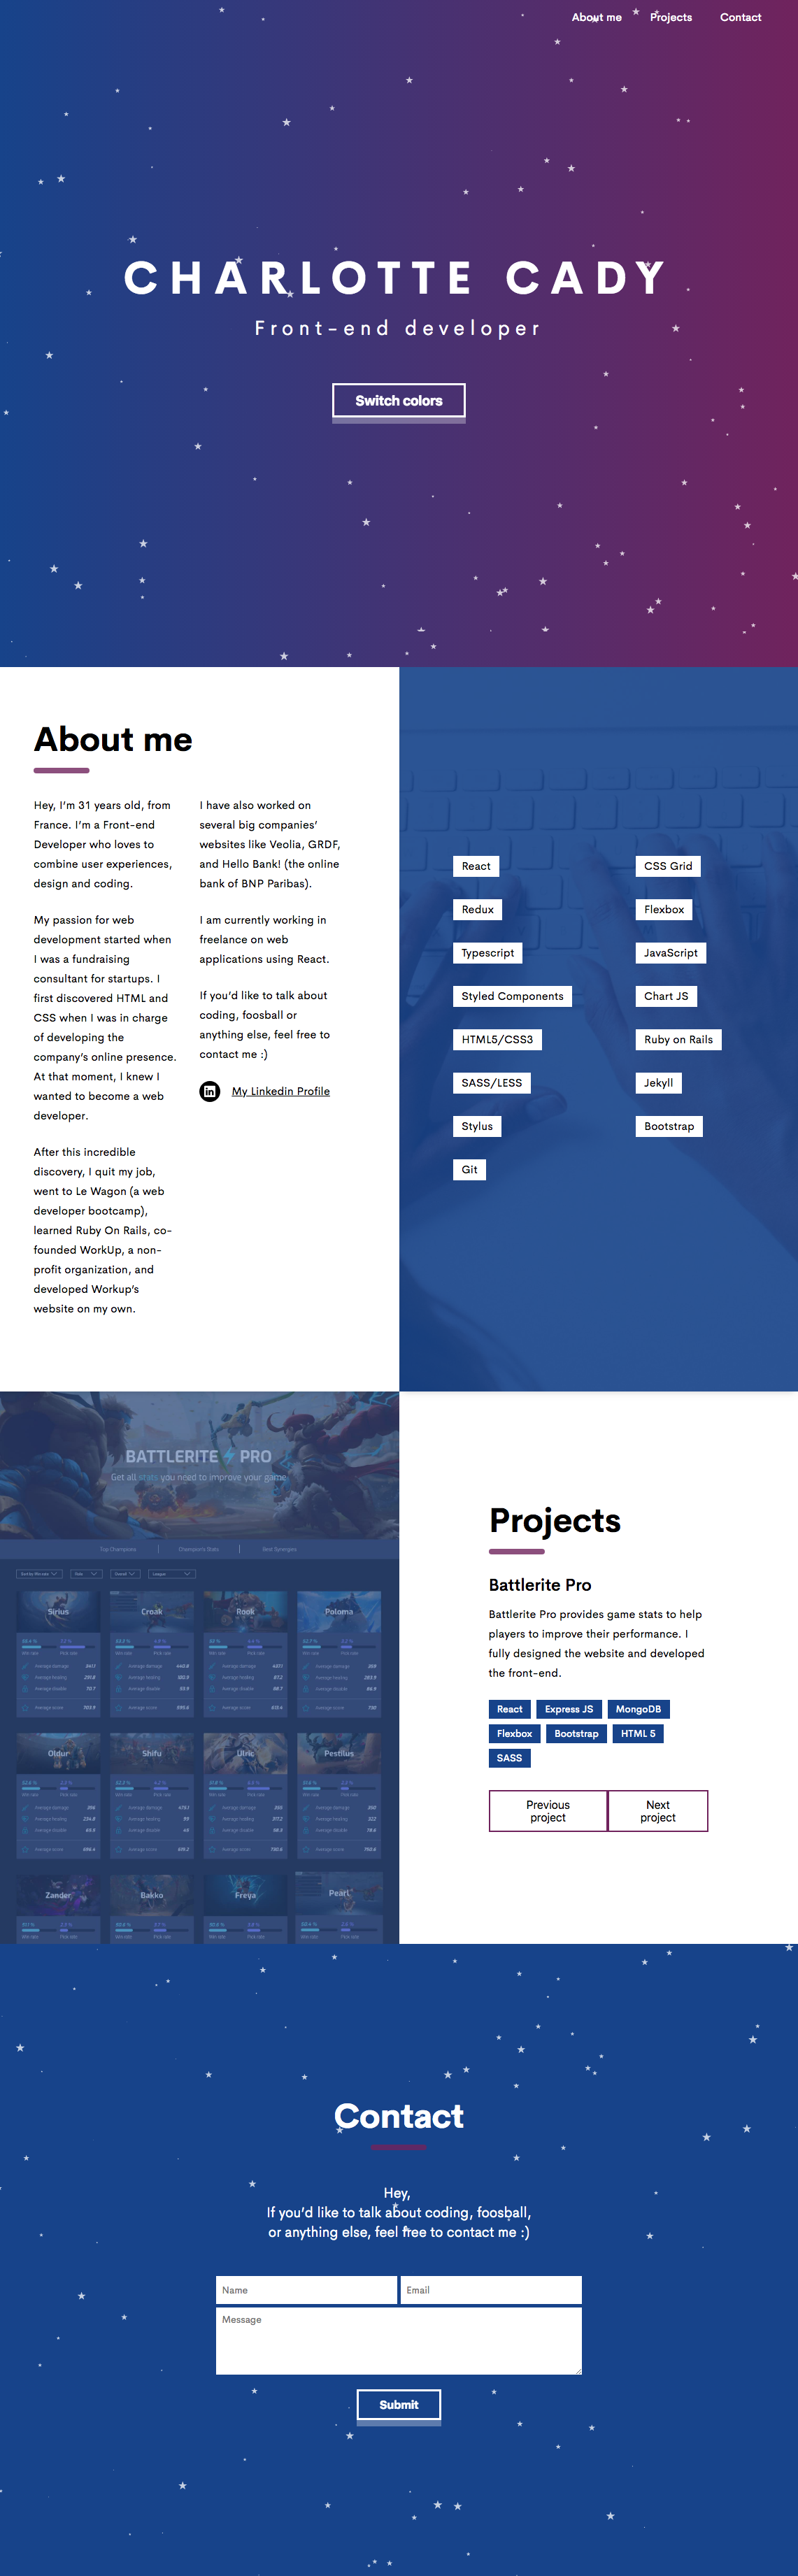 About me Projects Contact
CHARLOTTE CADY
Front-end developer
Switch colors
About me
Hey, I’m 31 years old, from
France. I’m a Front-end
Developer who loves to
combine user experiences,
design and coding.
My passion for web
development started when
I was a fundraising
consultant for startups. I
first discovered HTML and
CSS when I was in charge
of developing the
company’s online presence.
At that moment, I knew I
wanted to become a web
developer.
After this incredible
discovery, I quit my job,
went to Le Wagon (a web
developer bootcamp),
learned Ruby On Rails, co-
founded WorkUp, a non-
profit organization, and
developed Workup’s
website on my own.
I have also worked on
several big companies’
websites like Veolia, GRDF,
and Hello Bank! (the online
bank of BNP Paribas).
I am currently working in
freelance on web
applications using React.
If you’d like to talk about
coding, foosball or
anything else, feel free to
contact me :)
in My Linkedin Profile
React
Redux
Typescript
Styled Components
HTML5/CSS3
SASS/LESS
Stylus
Git
CSS Grid
Flexbox
JavaScript
Chart JS
Ruby on Rails
Jekyll
Bootstrap
BATTLERITE PRO
Get all stats you need to improve your game
Top Champions Champion's Stats Best Synergies
Sirius Croak Rook Poloma
Oldur Shifu Ulric Pestilus
Zander Bakko Freya Pearl
Projects
Battlerite Pro
Battlerite Pro provides game stats to help
players to improve their performance. I
fully designed the website and developed
the front-end.
React Express JS MongoDB
Flexbox Bootstrap HTML 5
SASS
Previous
project
Next
project
Contact
Hey,
If you’d like to talk about coding, foosball,
or anything else, feel free to contact me :)
Name Email
Message
Submit